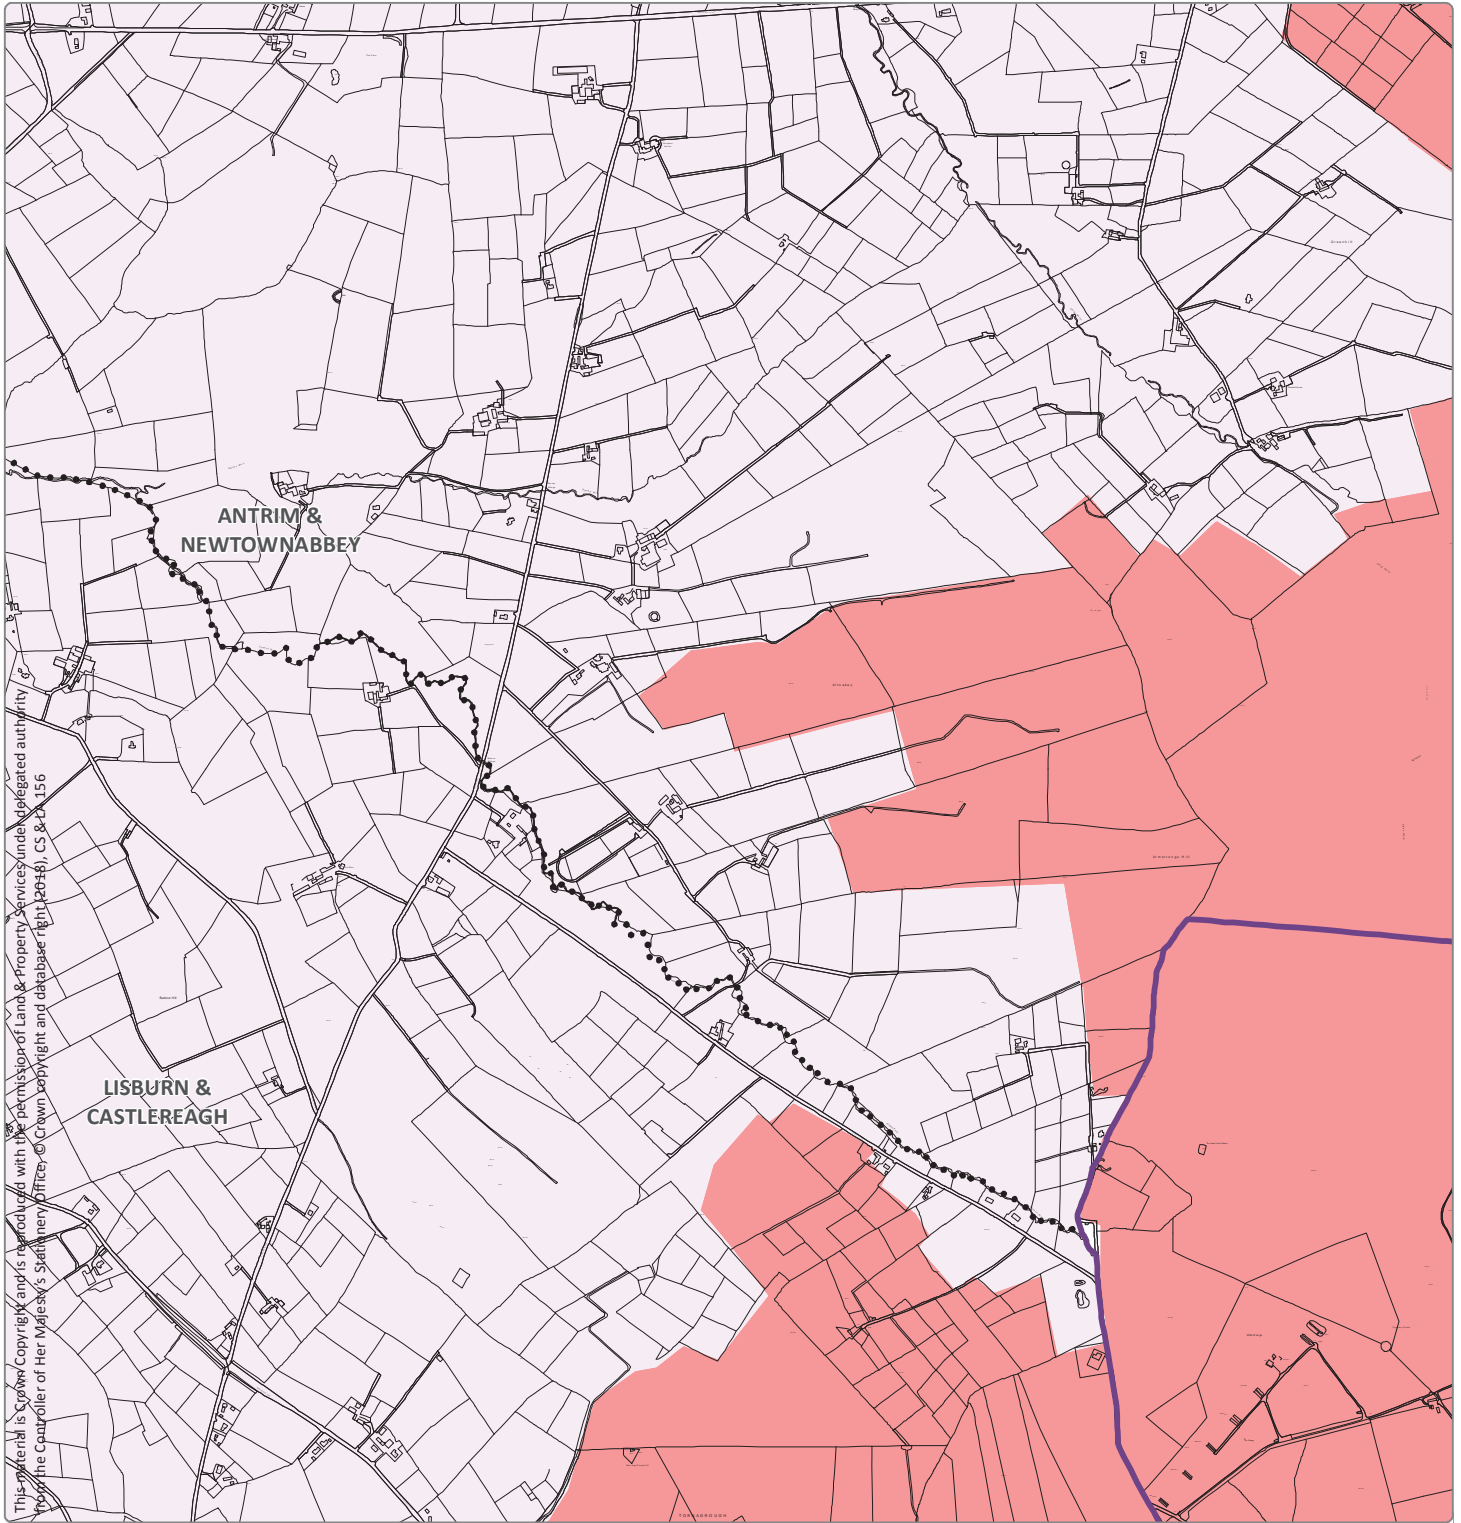 ANTRIM &
NEWTOWNABBEY
LISBURN &
CASTLEREAGH
This material is Crown Copyright and is reproduced with the permission of Land & Property Services under delegated authority
from the Controller of Her Majesty's Stationery Office, © Crown copyright and database right (2018), CS & LA 156